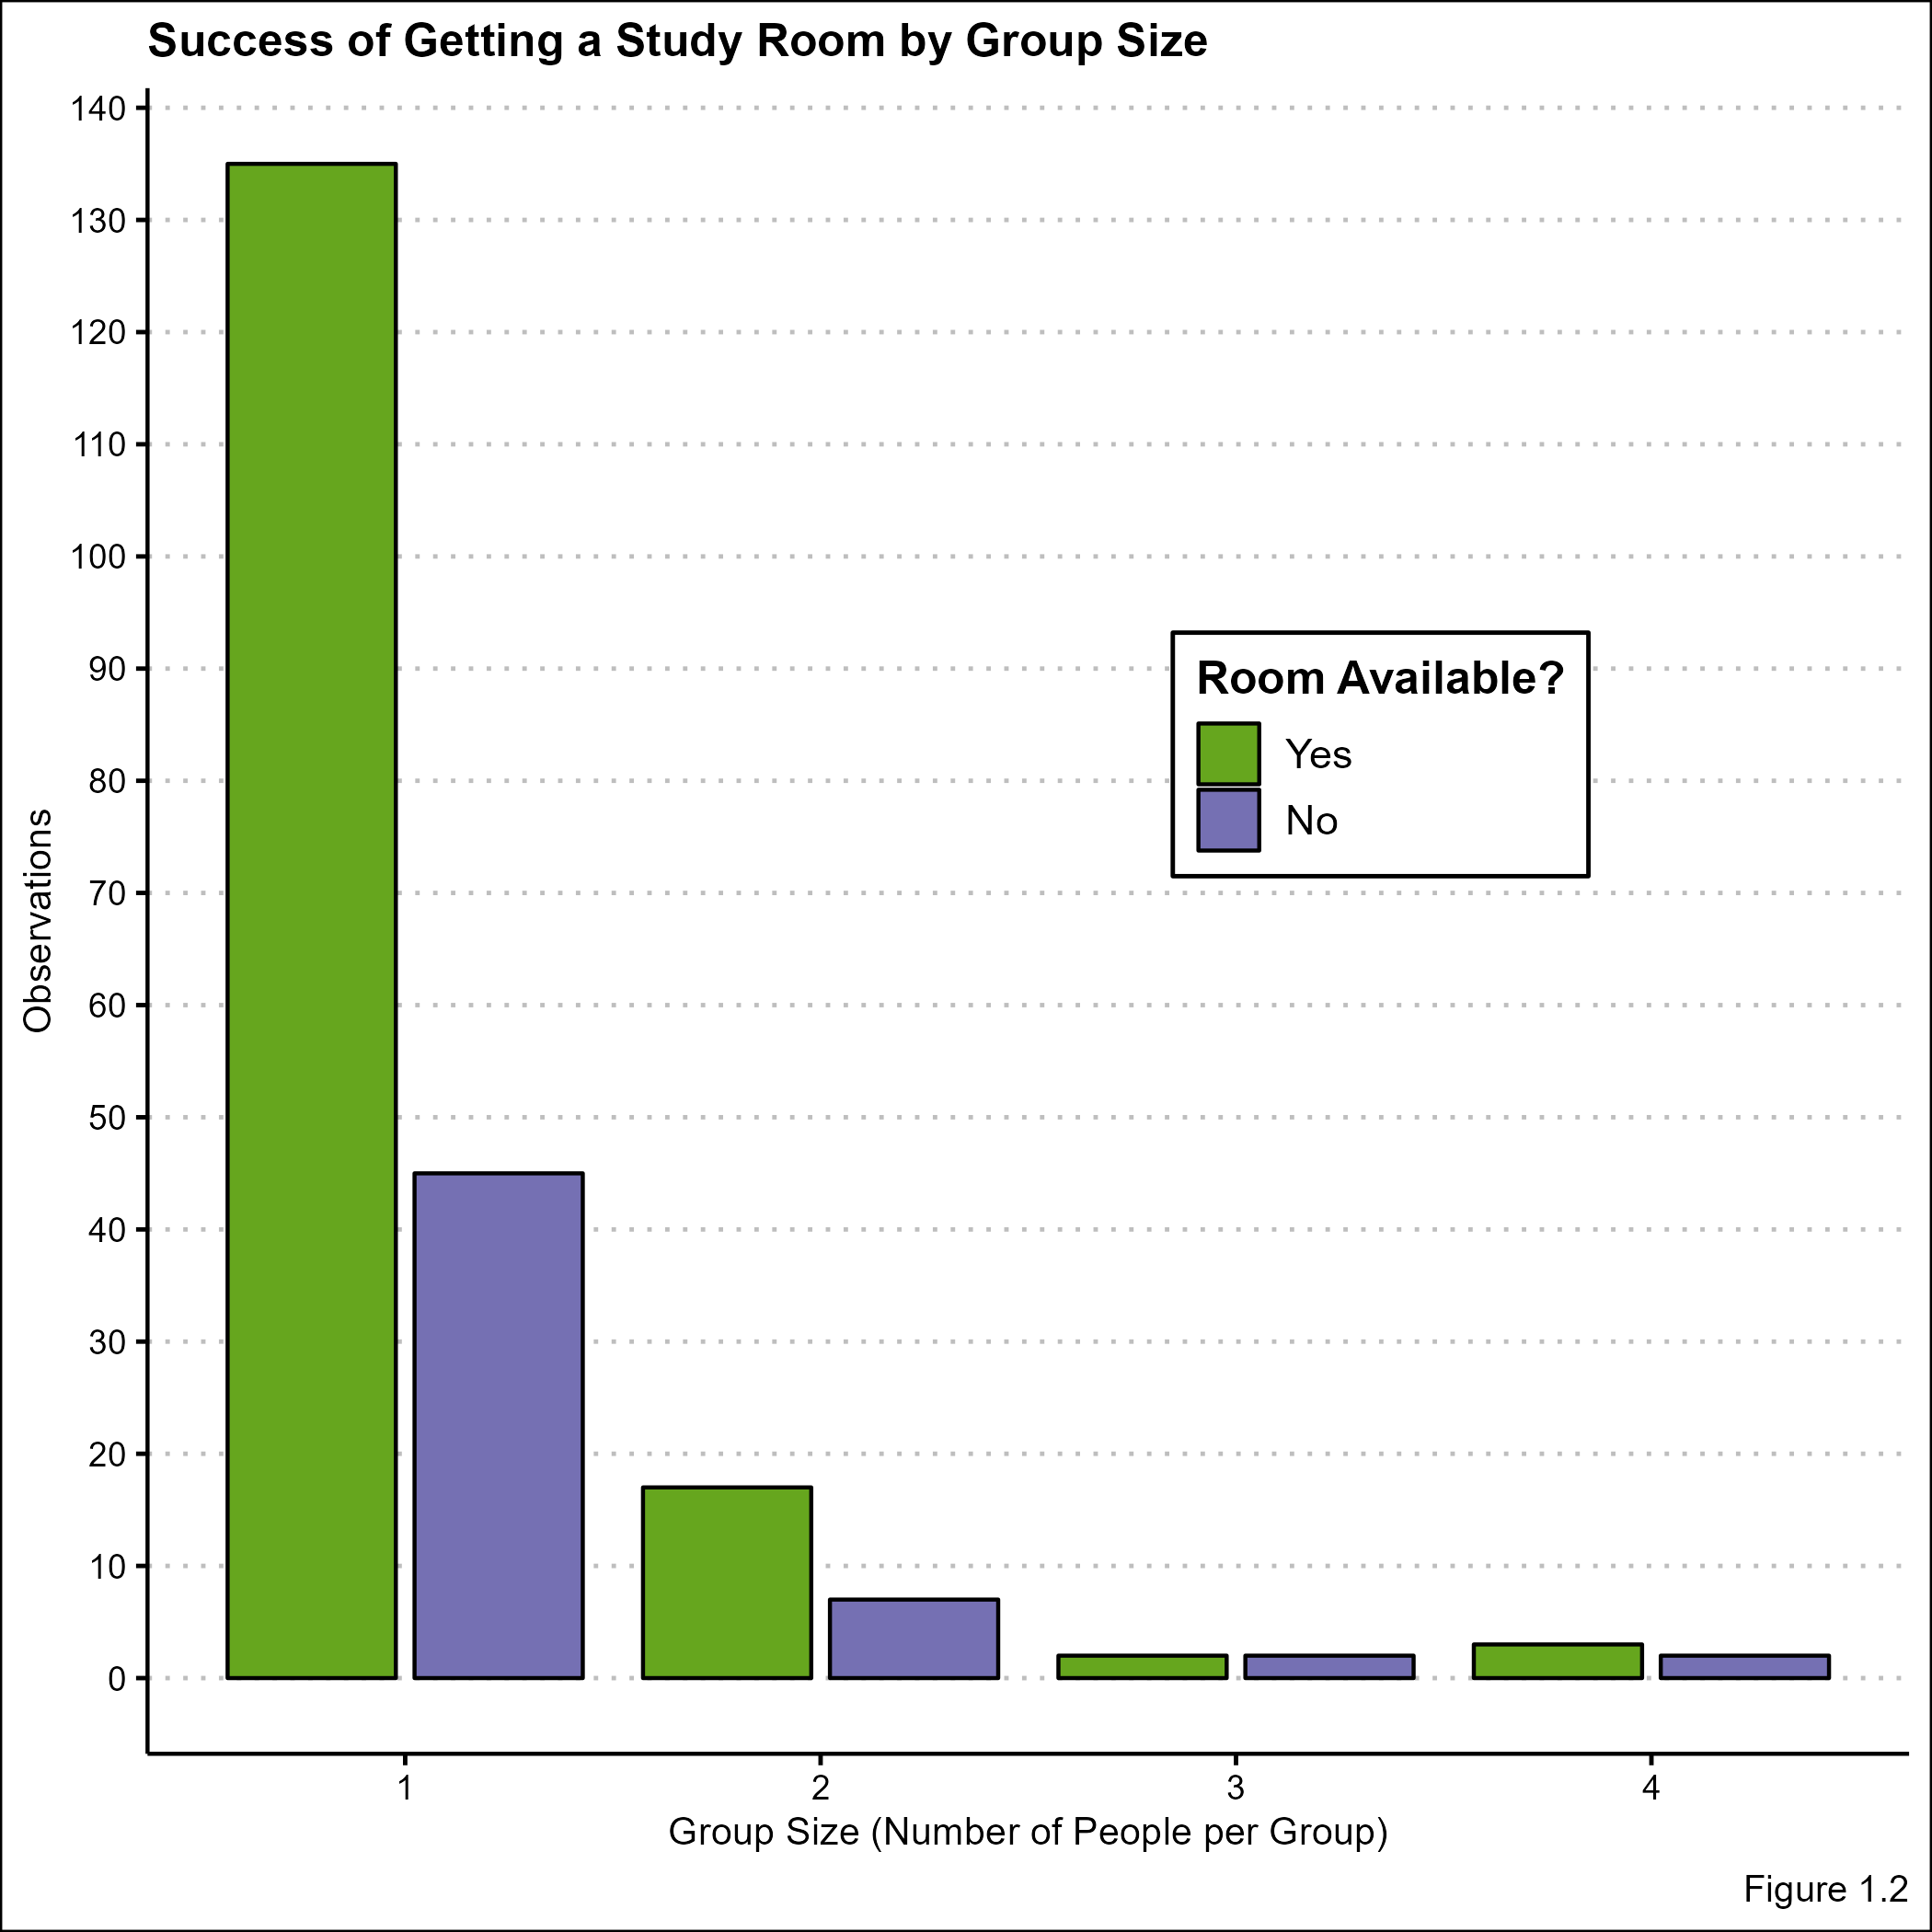 Success of Getting a Study Room by Group Size
140
130
120
110
100
90
80
70
60
50
40
30
20
10
0
Observations
Room Available?
Yes
No
1 2 3 4
Group Size (Number of People per Group)
Figure 1.2